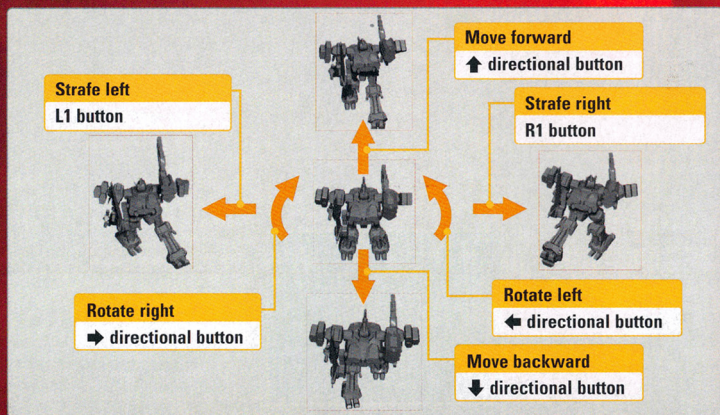 Move forward
⬆ directional button
Strafe left
L1 button
Strafe right
R1 button
Rotate right
➡ directional button
Rotate left
⬅ directional button
Move backward
⬇ directional button